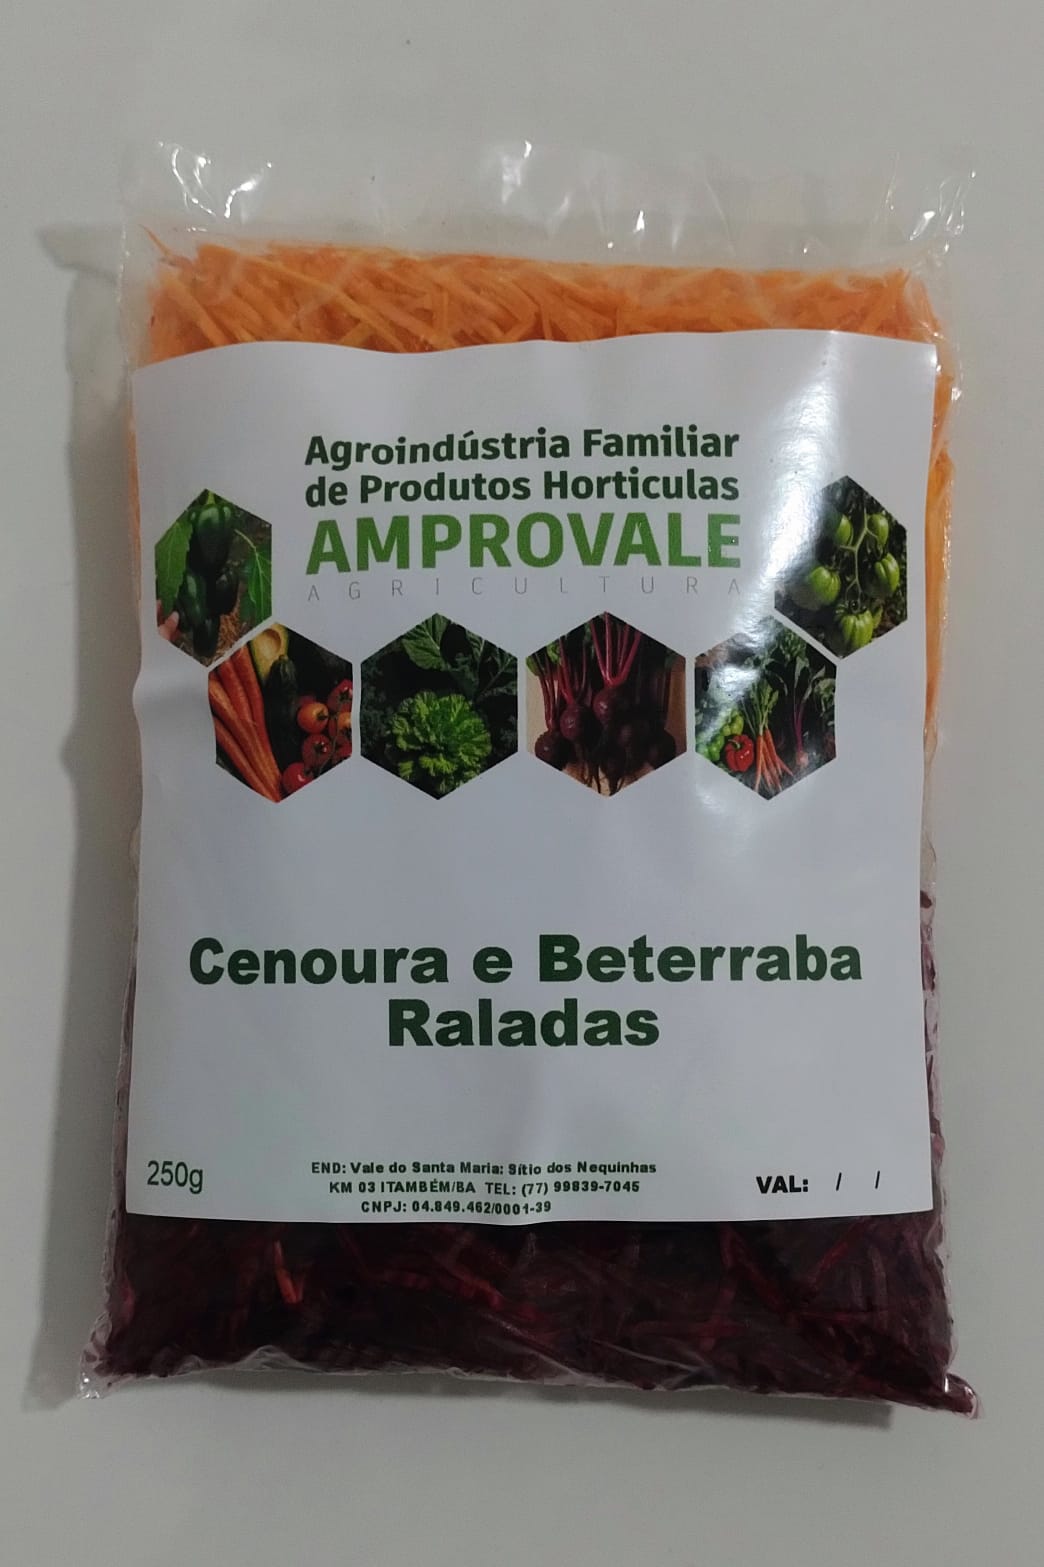 Agroindústria Familiar
de Produtos Horticulas
AMPROVALE
AGRICULTURA
Cenoura e Beterraba
Raladas
250g
END: Vale do Santa Maria: Sítio dos Nequinhas
KM 03 ITAMBÉM/BA TEL: (77) 99839-7045
CNPJ: 04.849.462/0001-39
VAL: / /